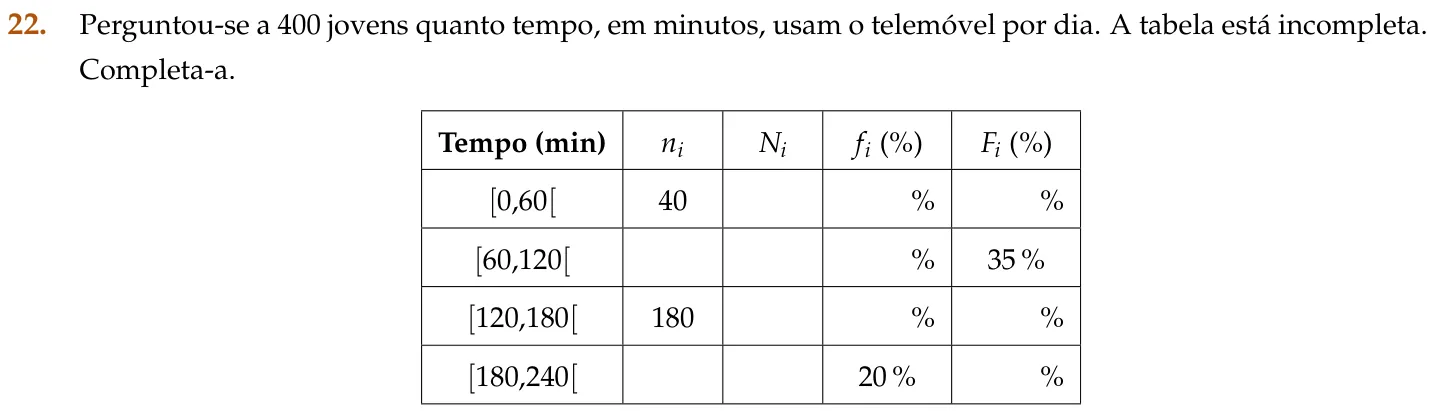 22. Perguntou-se a 400 jovens quanto tempo, em minutos, usam o telemóvel por dia. A tabela está incompleta.
Completa-a.
Tempo (min) nᵢ Nᵢ fᵢ (%) Fᵢ (%)
[0,60[ 40 % %
[60,120[ % 35 %
[120,180[ 180 % %
[180,240[ 20 % %